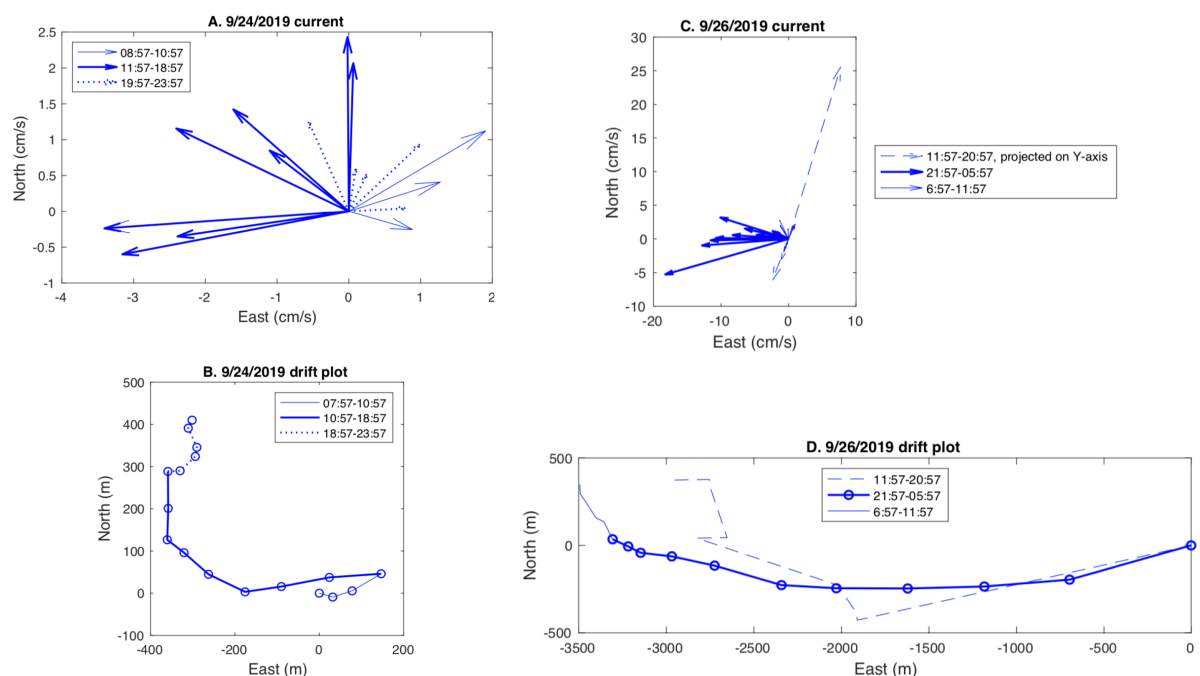 A. 9/24/2019 current
2.5
2
1.5
1
0.5
0
-0.5
-1
North (cm/s)
08:57-10:57
11:57-18:57
19:57-23:57
-4 -3 -2 -1 0 1 2
East (cm/s)
C. 9/26/2019 current
30
25
20
15
10
5
0
-5
-10
North (cm/s)
-20 -10 0 10
East (cm/s)
11:57-20:57, projected on Y-axis
21:57-05:57
6:57-11:57
B. 9/24/2019 drift plot
500
400
300
200
100
0
-100
North (m)
07:57-10:57
10:57-18:57
18:57-23:57
-400 -200 0 200
East (m)
D. 9/26/2019 drift plot
500
0
-500
North (m)
11:57-20:57
21:57-05:57
6:57-11:57
-3500 -3000 -2500 -2000 -1500 -1000 -500 0
East (m)